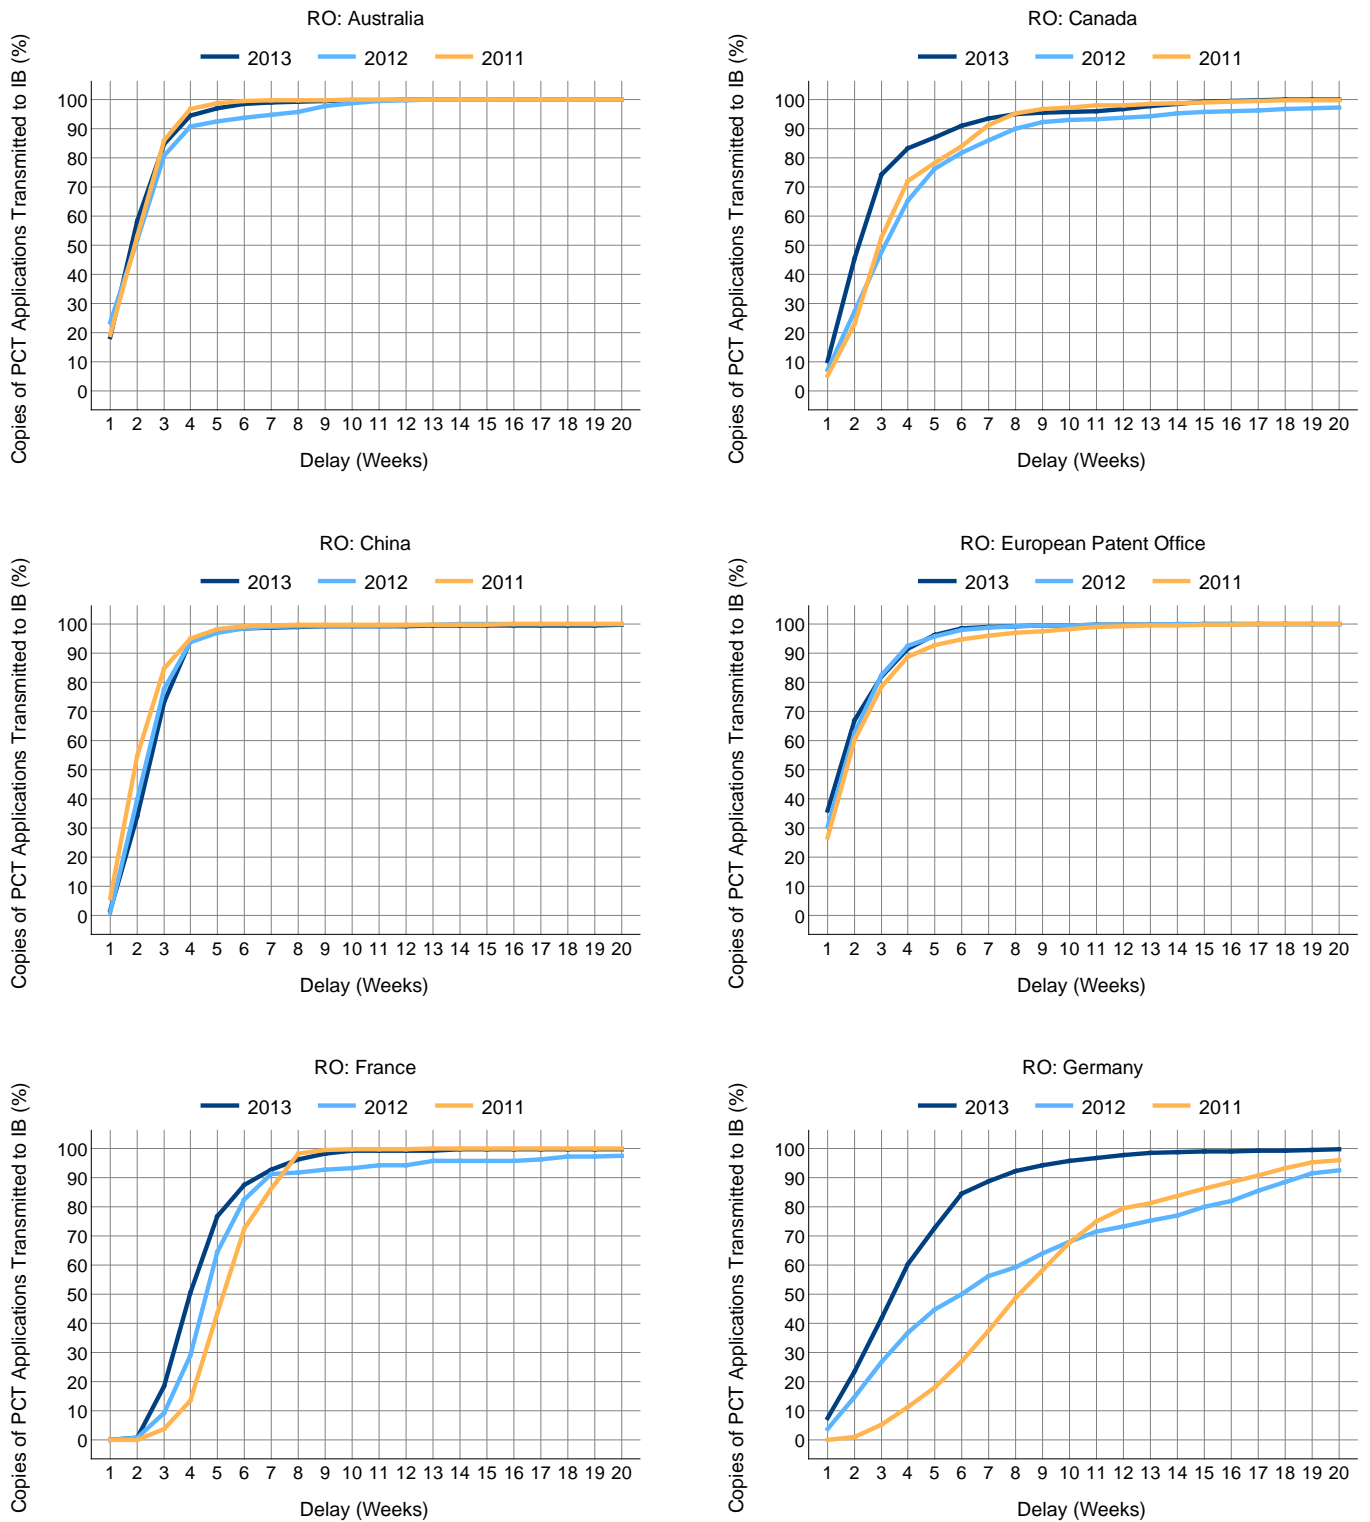 RO: Australia
2013 2012 2011
Copies of PCT Applications Transmitted to IB (%)
100
90
80
70
60
50
40
30
20
10
0
1 2 3 4 5 6 7 8 9 10 11 12 13 14 15 16 17 18 19 20
Delay (Weeks)
RO: Canada
2013 2012 2011
Copies of PCT Applications Transmitted to IB (%)
100
90
80
70
60
50
40
30
20
10
0
1 2 3 4 5 6 7 8 9 10 11 12 13 14 15 16 17 18 19 20
Delay (Weeks)
RO: China
2013 2012 2011
Copies of PCT Applications Transmitted to IB (%)
100
90
80
70
60
50
40
30
20
10
0
1 2 3 4 5 6 7 8 9 10 11 12 13 14 15 16 17 18 19 20
Delay (Weeks)
RO: European Patent Office
2013 2012 2011
Copies of PCT Applications Transmitted to IB (%)
100
90
80
70
60
50
40
30
20
10
0
1 2 3 4 5 6 7 8 9 10 11 12 13 14 15 16 17 18 19 20
Delay (Weeks)
RO: France
2013 2012 2011
Copies of PCT Applications Transmitted to IB (%)
100
90
80
70
60
50
40
30
20
10
0
1 2 3 4 5 6 7 8 9 10 11 12 13 14 15 16 17 18 19 20
Delay (Weeks)
RO: Germany
2013 2012 2011
Copies of PCT Applications Transmitted to IB (%)
100
90
80
70
60
50
40
30
20
10
0
1 2 3 4 5 6 7 8 9 10 11 12 13 14 15 16 17 18 19 20
Delay (Weeks)